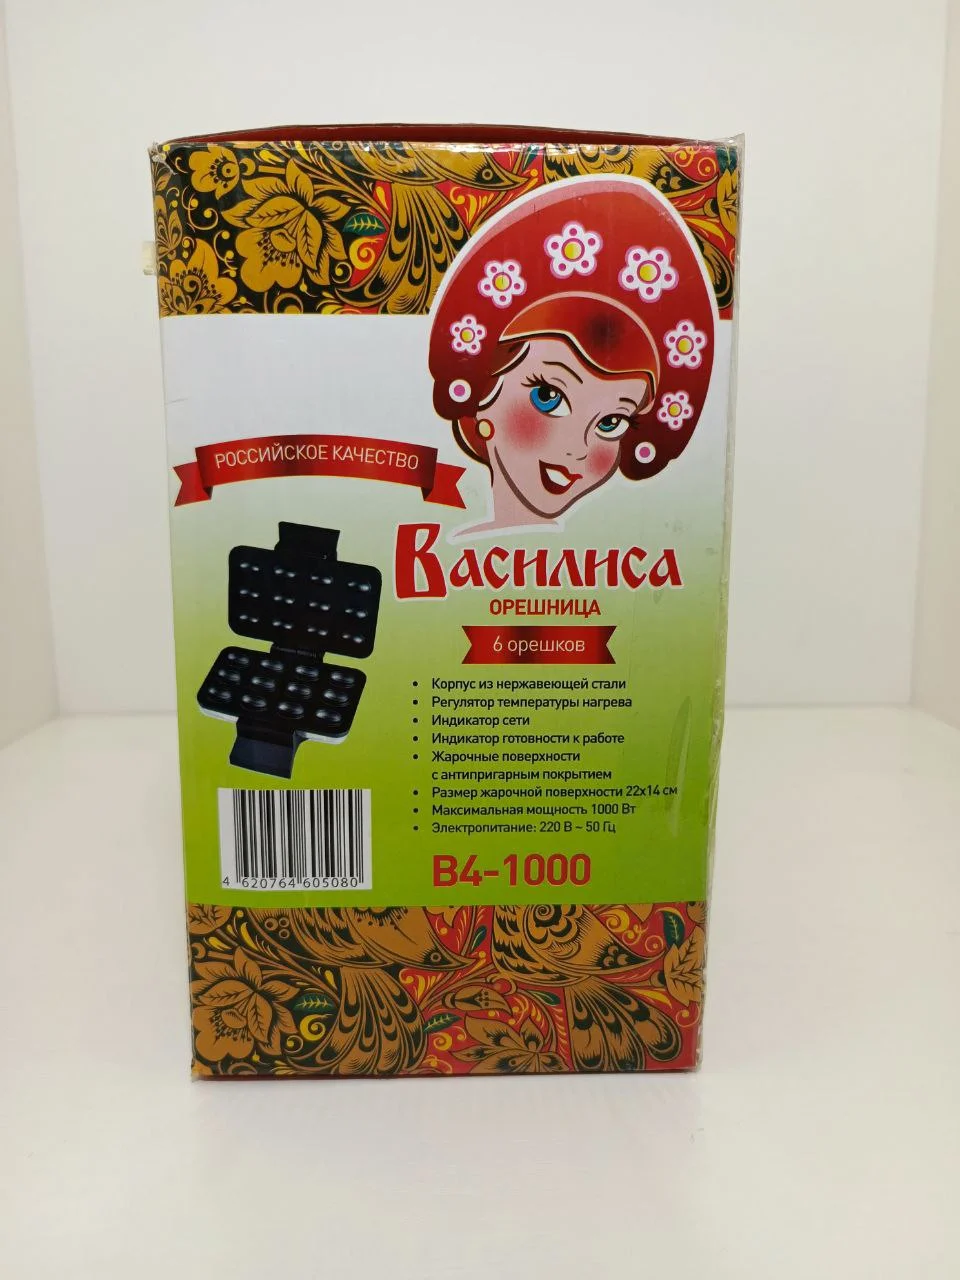 РОССИЙСКОЕ КАЧЕСТВО
ВАСИЛИСА
ОРЕШНИЦА
6 орешков
• Корпус из нержавеющей стали
• Регулятор температуры нагрева
• Индикатор сети
• Индикатор готовности к работе
• Жарочные поверхности
с антипригарным покрытием
• Размер жарочной поверхности 22х14 см
• Максимальная мощность 1000 Вт
• Электропитание: 220 В ~ 50 Гц
В4-1000
4 620764 605080